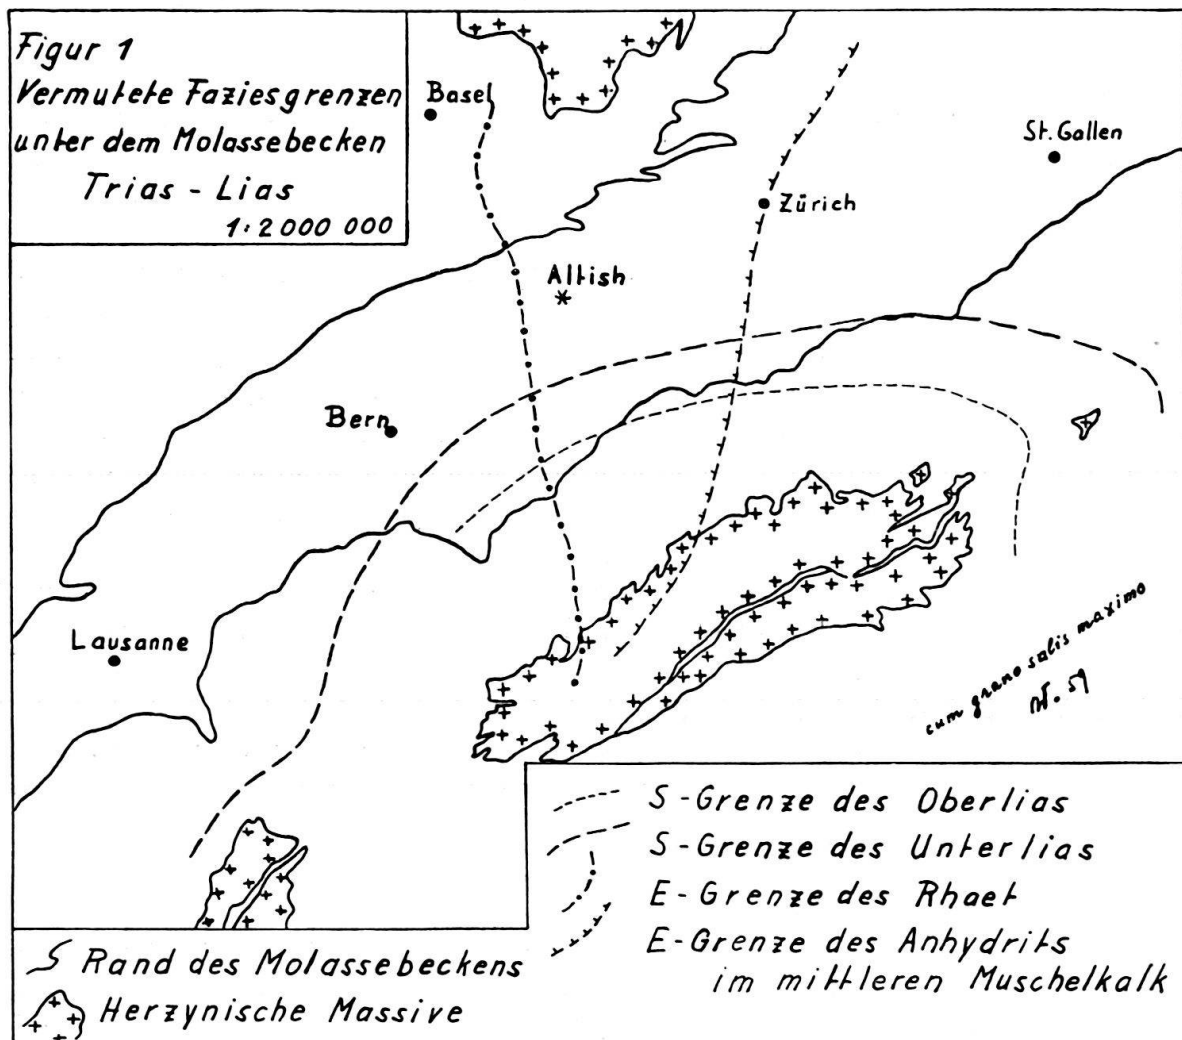 Figur 1
Vermutete Faziesgrenzen
unter dem Molassebecken
Trias - Lias
1:2 000 000
Basel
St. Gallen
Zürich
Altish
Bern
Lausanne
cum grano salis maximo
59
S-Grenze des Oberlias
S-Grenze des Unterlias
E-Grenze des Rhaet
E-Grenze des Anhydrits
im mittleren Muschelkalk
Rand des Molassebeckens
Herzynische Massive